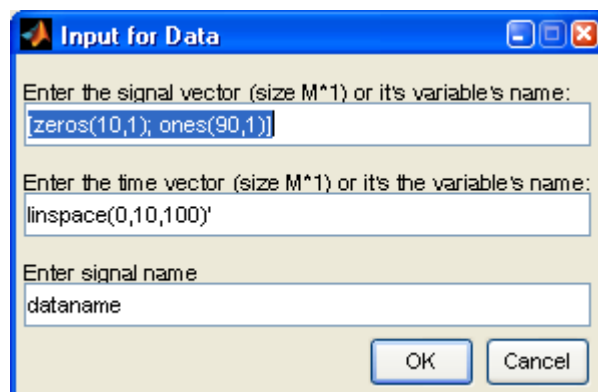 Input for Data
Enter the signal vector (size M^1) or it's variable's name:
[zeros(10,1); ones(90,1)]
Enter the time vector (size M^1) or it's the variable's name:
linspace(0,10,100)'
Enter signal name
dataname
OK Cancel